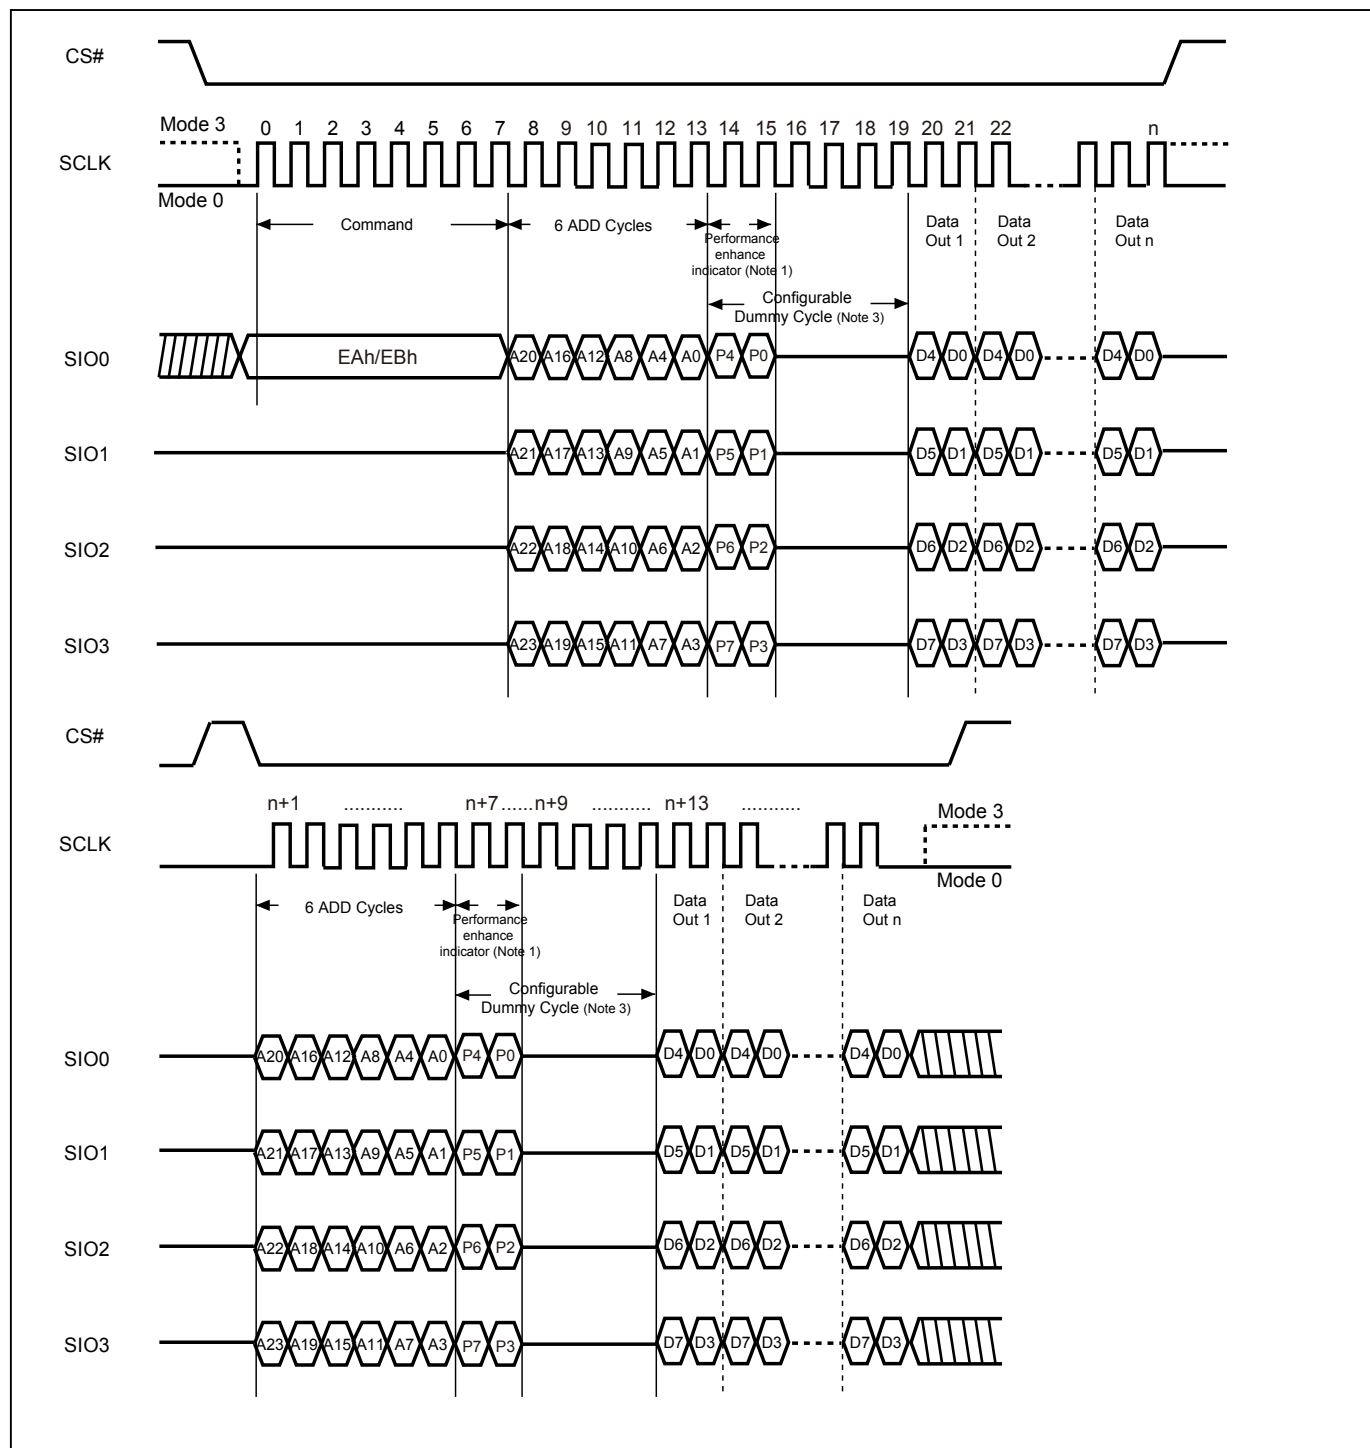 CS#
Mode 3
0 1 2 3 4 5 6 7 8 9 10 11 12 13 14 15 16 17 18 19 20 21 22 n
SCLK
Mode 0
Command
6 ADD Cycles
Performance
enhance
indicator (Note 1)
Data
Out 1
Data
Out 2
Data
Out n
Configurable
Dummy Cycle (Note 3)
SIO0 EAh/EBh A20 A16 A12 A8 A4 A0 P4 P0 D4 D0 D4 D0 D4 D0
SIO1 A21 A17 A13 A9 A5 A1 P5 P1 D5 D1 D5 D1 D5 D1
SIO2 A22 A18 A14 A10 A6 A2 P6 P2 D6 D2 D6 D2 D6 D2
SIO3 A23 A19 A15 A11 A7 A3 P7 P3 D7 D3 D7 D3 D7 D3
CS#
n+1 ........... n+7 ......n+9 ........... n+13 ...........
Mode 3
SCLK
Mode 0
6 ADD Cycles
Performance
enhance
indicator (Note 1)
Data
Out 1
Data
Out 2
Data
Out n
Configurable
Dummy Cycle (Note 3)
SIO0 A20 A16 A12 A8 A4 A0 P4 P0 D4 D0 D4 D0 D4 D0
SIO1 A21 A17 A13 A9 A5 A1 P5 P1 D5 D1 D5 D1 D5 D1
SIO2 A22 A18 A14 A10 A6 A2 P6 P2 D6 D2 D6 D2 D6 D2
SIO3 A23 A19 A15 A11 A7 A3 P7 P3 D7 D3 D7 D3 D7 D3